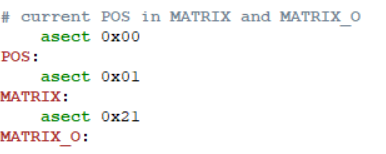 # current POS in MATRIX and MATRIX_O
asect 0x00
POS:
asect 0x01
MATRIX:
asect 0x21
MATRIX_O: